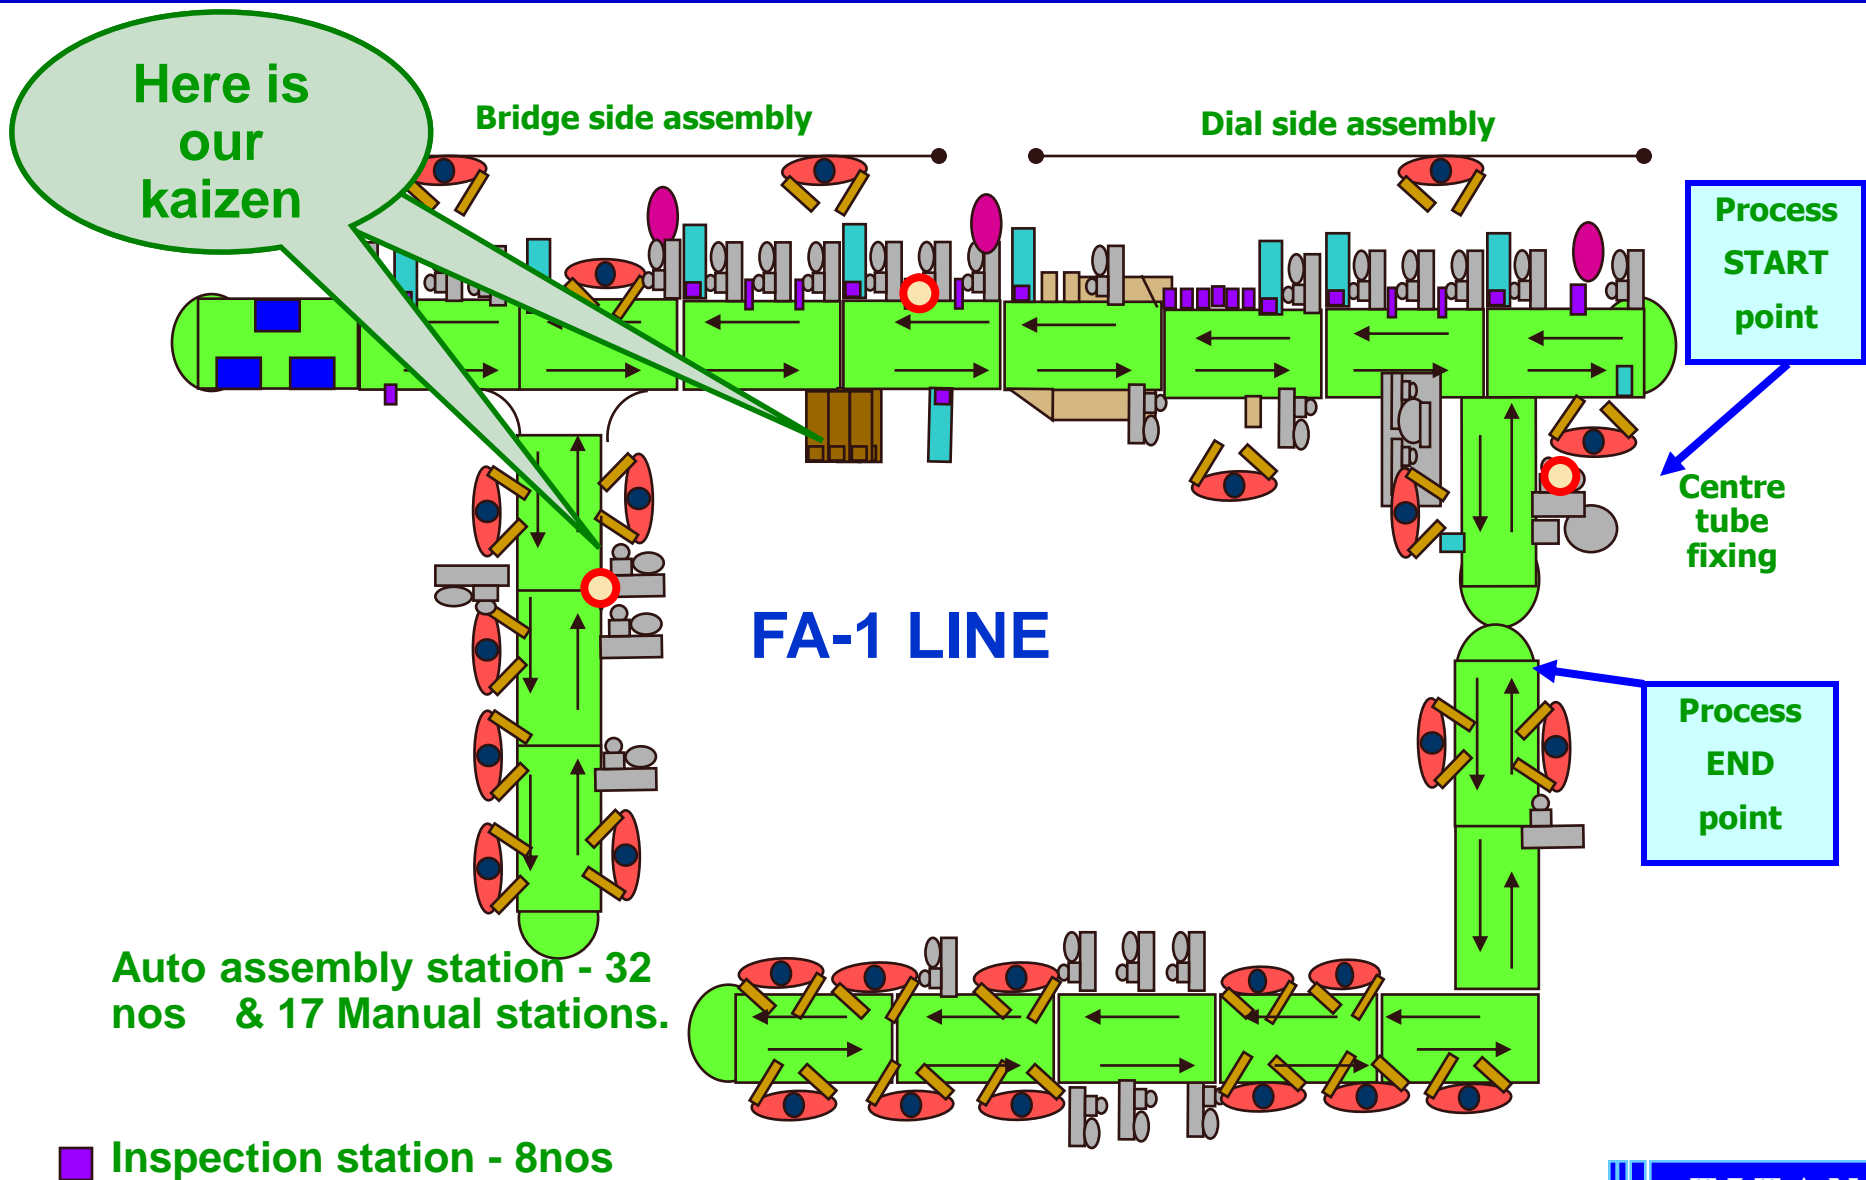 Here is
our
kaizen
Bridge side assembly
Dial side assembly
Process
START
point
Centre
tube
fixing
FA-1 LINE
Process
END
point
Auto assembly station - 32
nos & 17 Manual stations.
Inspection station - 8nos